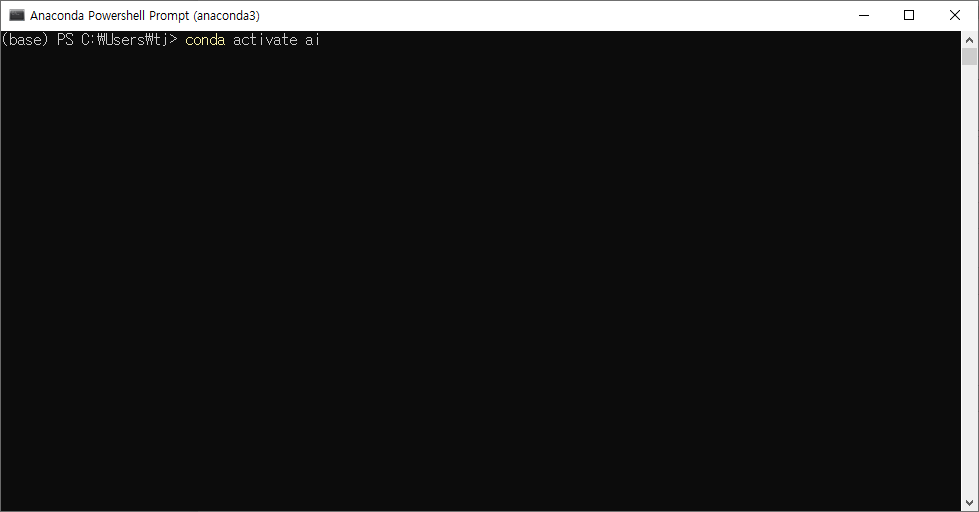 Anaconda Powershell Prompt (anaconda3)
(base) PS C:₩Users₩tj> conda activate ai